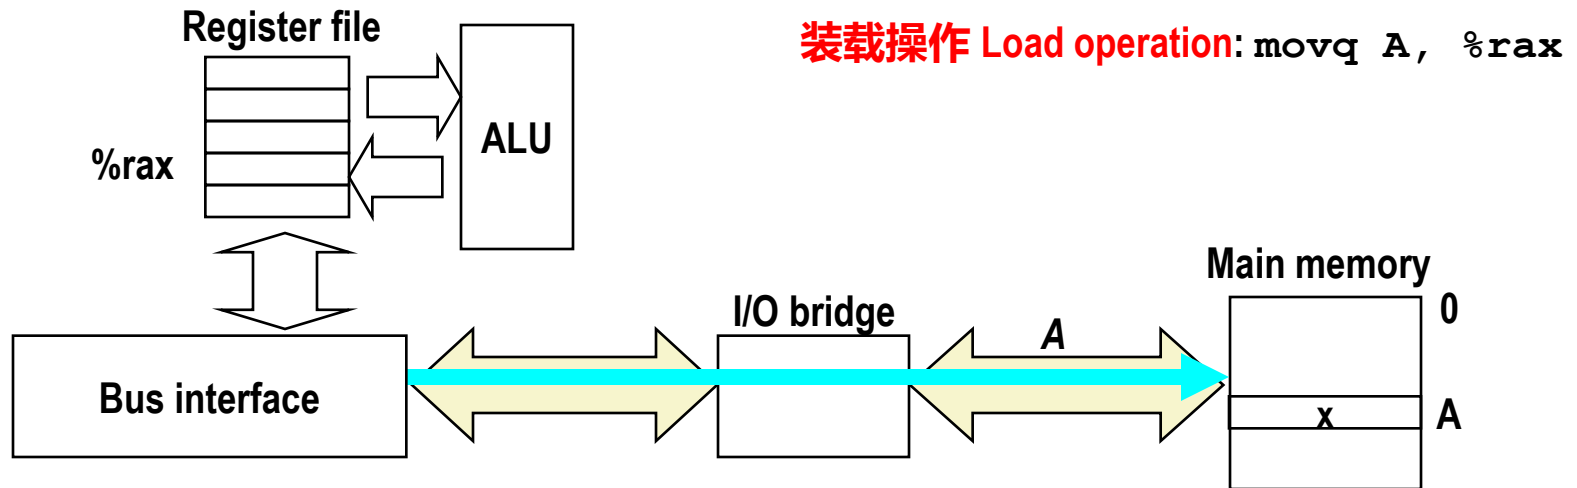 Register file
装载操作 Load operation: movq A, %rax
ALU
%rax
Main memory
I/O bridge
0
A
Bus interface
x
A